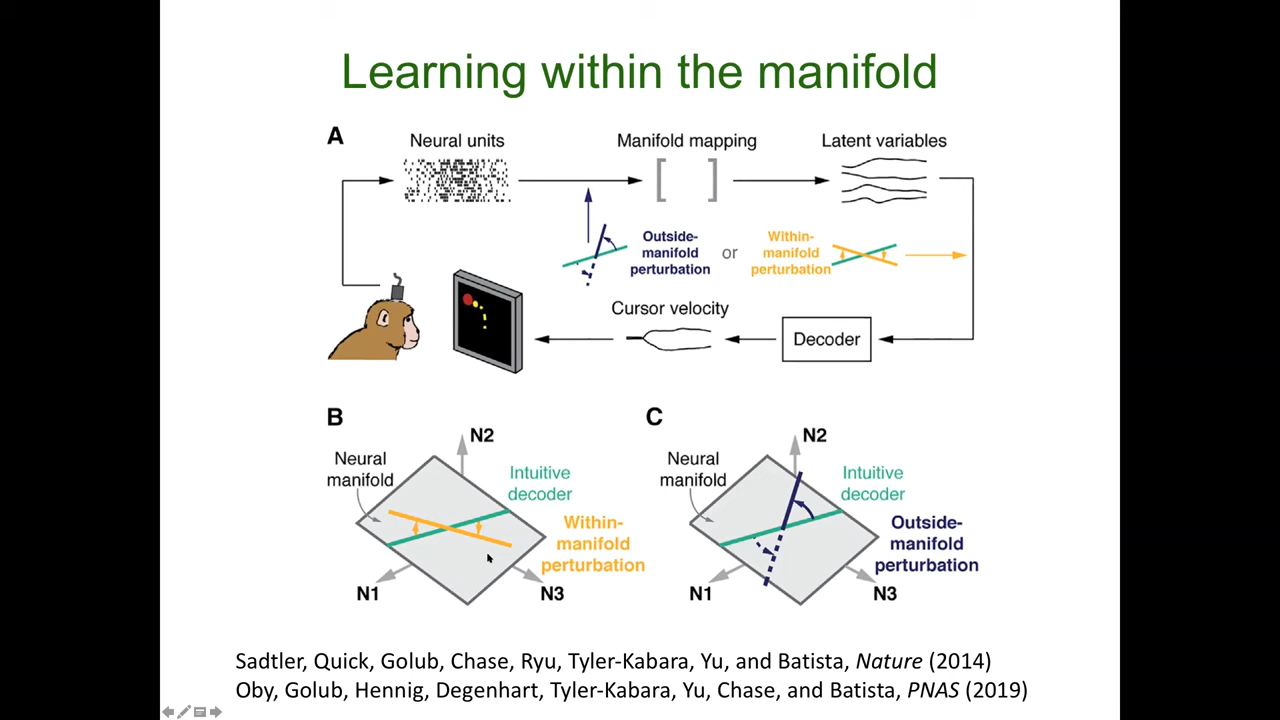 Learning within the manifold
A
Neural units
Manifold mapping
Latent variables
[ ]
Outside-
manifold
perturbation
or
Within-
manifold
perturbation
Cursor velocity
Decoder
B
N2
Neural
manifold
Intuitive
decoder
Within-
manifold
perturbation
N1
N3
C
N2
Neural
manifold
Intuitive
decoder
Outside-
manifold
perturbation
N1
N3
Sadtler, Quick, Golub, Chase, Ryu, Tyler-Kabara, Yu, and Batista, Nature (2014)
Oby, Golub, Hennig, Degenhart, Tyler-Kabara, Yu, Chase, and Batista, PNAS (2019)